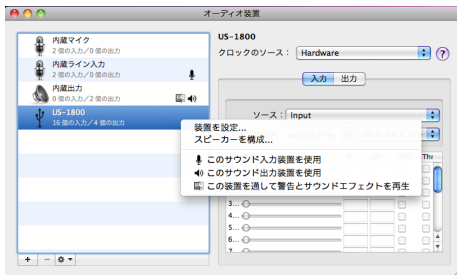 オーディオ装置
内蔵マイク
2 個の入力/0 個の出力
内蔵ライン入力
2 個の入力/0 個の出力
内蔵出力
0 個の入力/2 個の出力
US-1800
16 個の入力/4 個の出力
US-1800
クロックのソース： Hardware
?
入力 出力
ソース： Input
装置を設定...
スピーカーを構成...
このサウンド入力装置を使用
このサウンド出力装置を使用
この装置を通して警告とサウンドエフェクトを再生
Thr
3...
4...
5...
6...
+ −